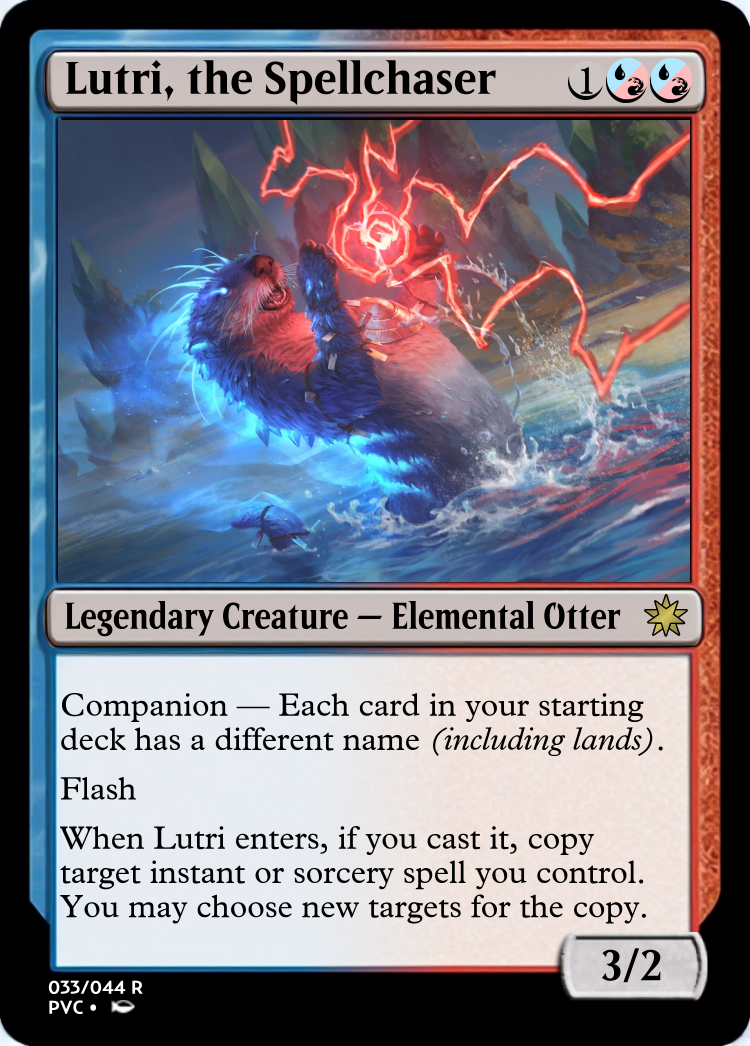 Lutri, the Spellchaser 1
Legendary Creature — Elemental Otter
Companion — Each card in your starting
deck has a different name (including lands).
Flash
When Lutri enters, if you cast it, copy
target instant or sorcery spell you control.
You may choose new targets for the copy.
3/2
033/044 R
PVC •